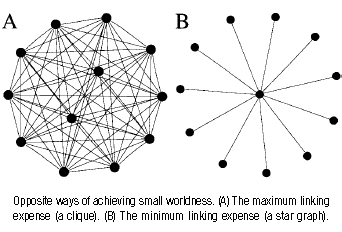 A
B
Opposite ways of achieving small worldness. (A) The maximum linking
expense (a clique). (B) The minimum linking expense (a star graph).